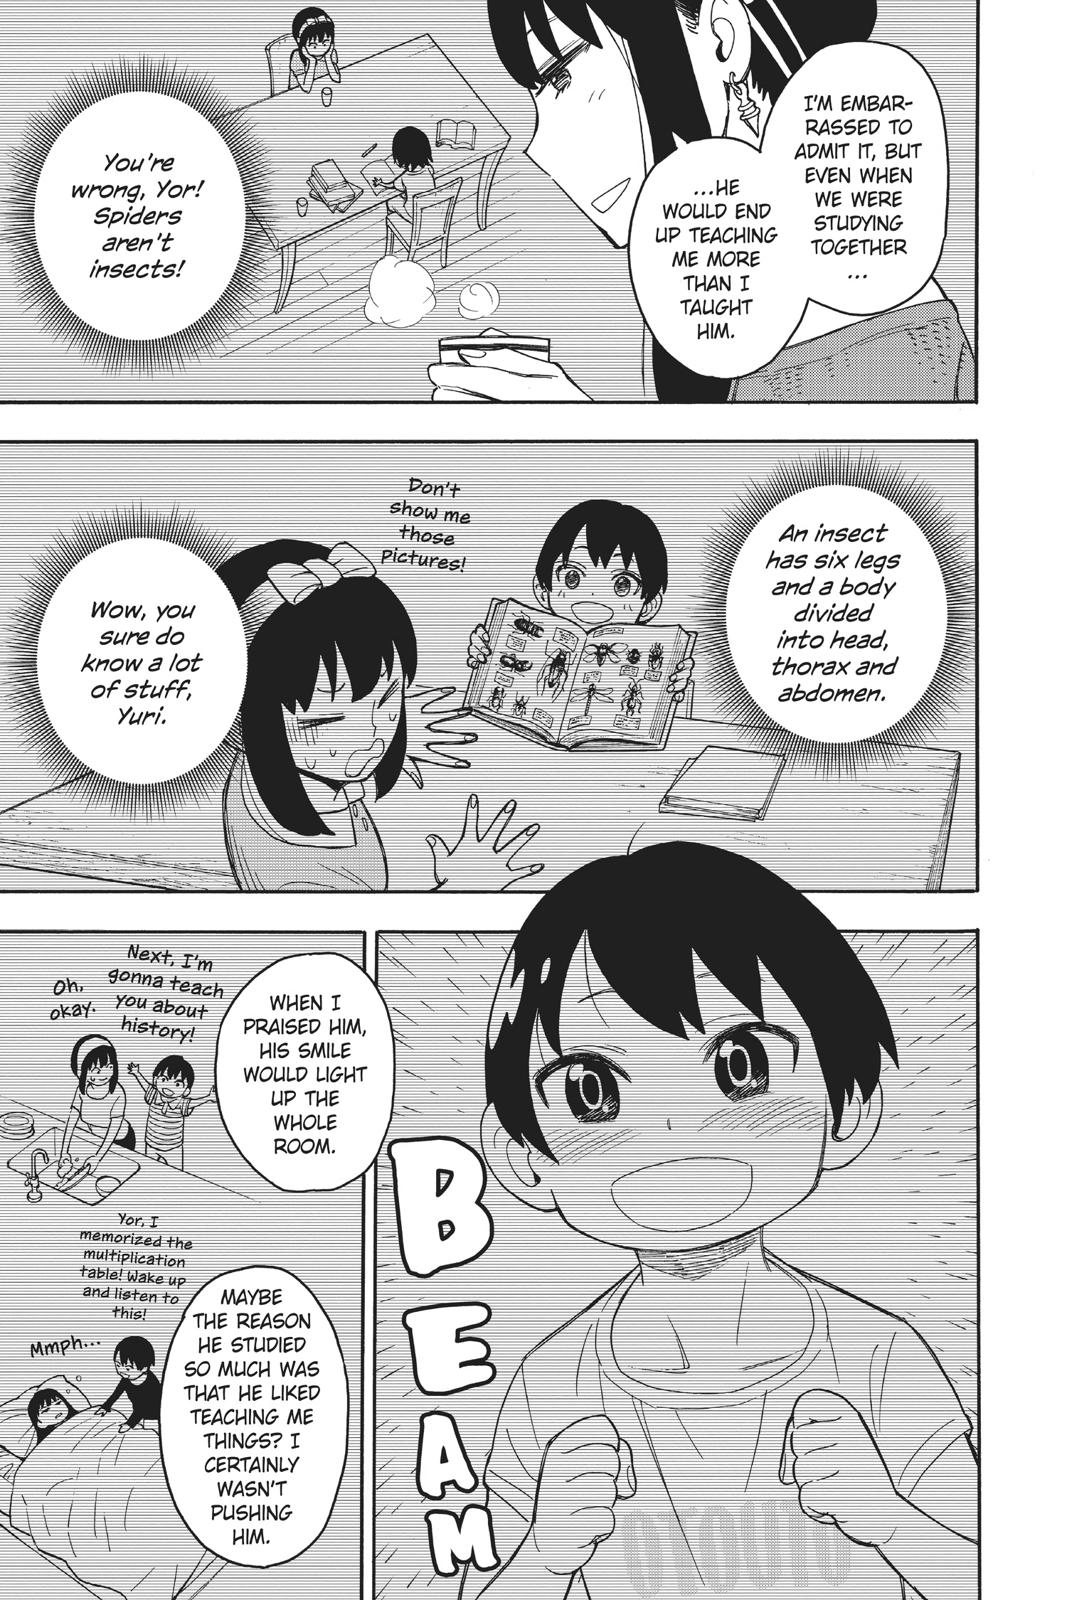 I'M EMBAR-
RASSED TO
ADMIT IT, BUT
EVEN WHEN
WE WERE
STUDYING
TOGETHER
...
...HE
WOULD END
UP TEACHING
ME MORE
THAN I
TAUGHT
HIM.
You're
wrong, Yor!
Spiders
aren't
insects!
An insect
has six legs
and a body
divided
into head,
thorax and
abdomen.
Don't
show me
those
pictures!
Wow, you
sure do
know a lot
of stuff,
Yuri.
BEAM
OTOUTO
WHEN I
PRAISED HIM,
HIS SMILE
WOULD LIGHT
UP THE
WHOLE
ROOM.
Next, I'm
gonna teach
you about
history!
Oh,
okay.
Yor, I
memorized the
multiplication
table! Wake up
and listen to
this!
Mmph...
MAYBE
THE REASON
HE STUDIED
SO MUCH WAS
THAT HE LIKED
TEACHING ME
THINGS? I
CERTAINLY
WASN'T
PUSHING
HIM.